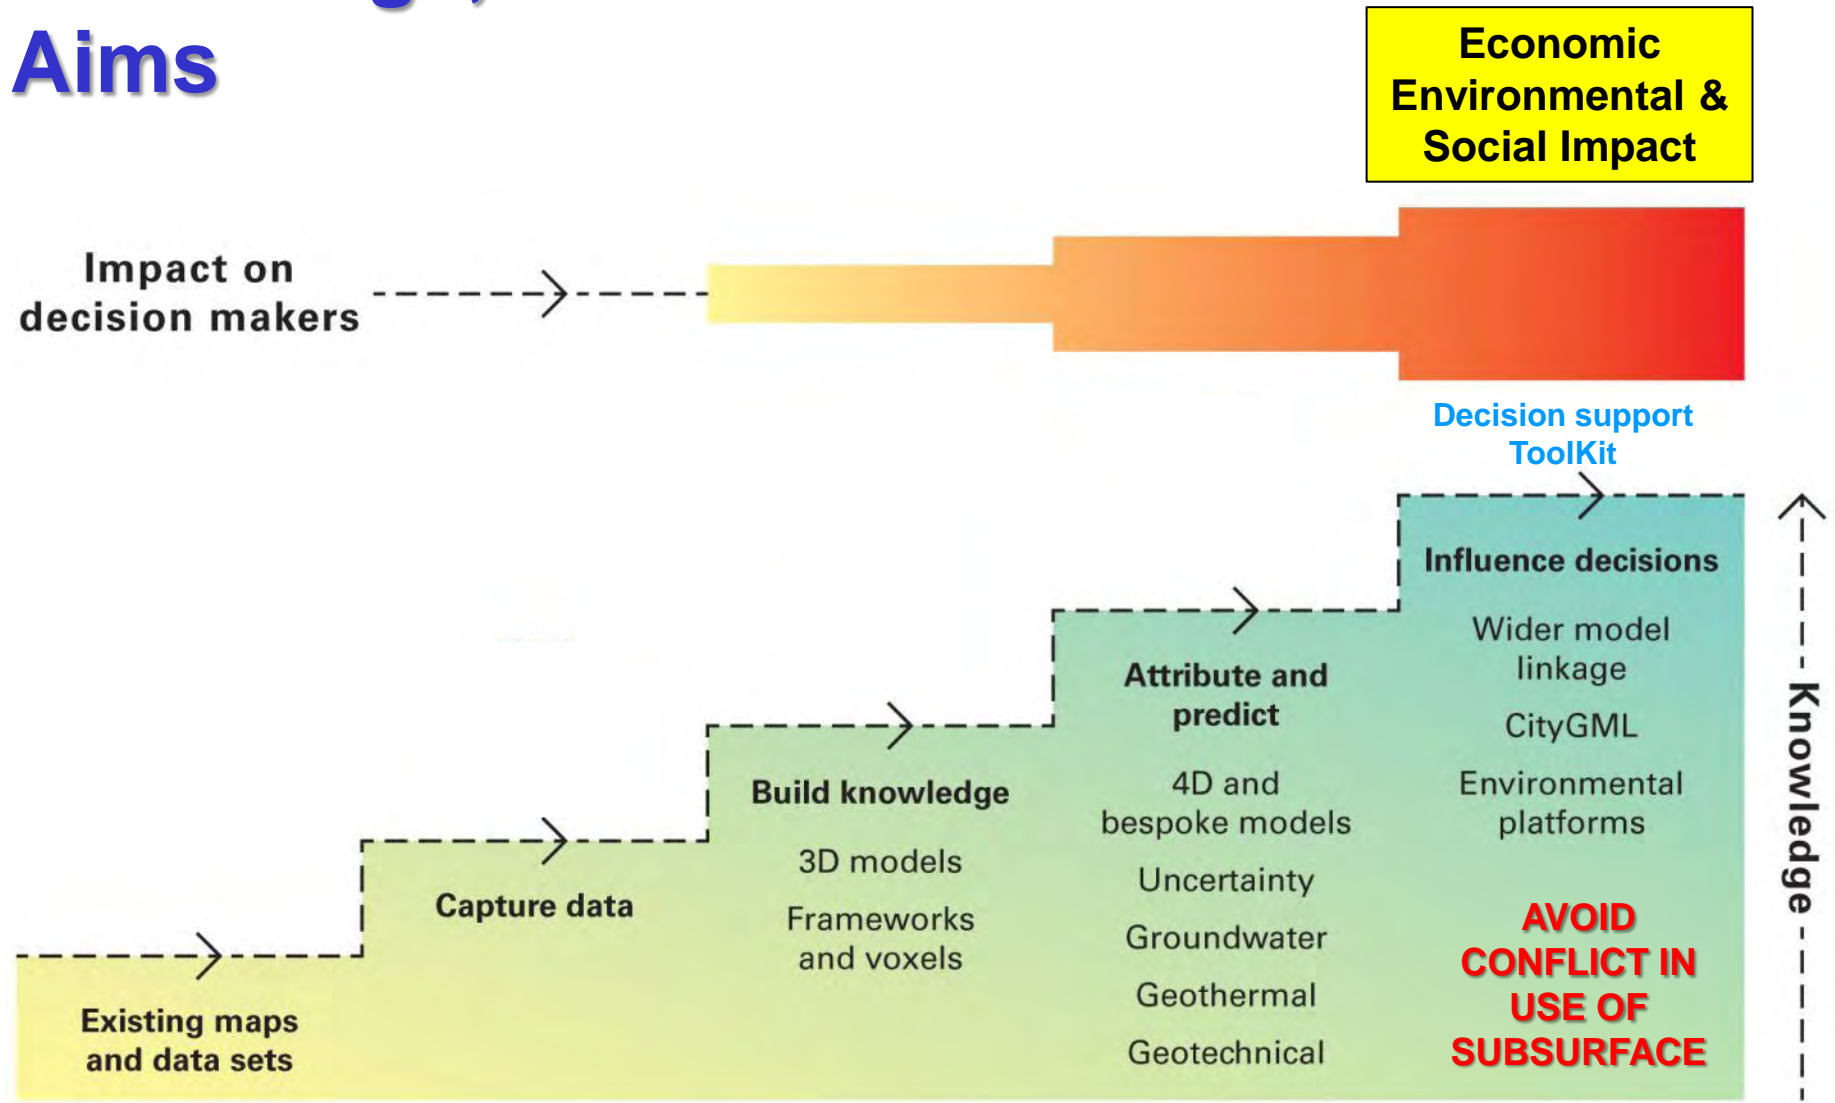 Aims
Economic
Environmental &
Social Impact
Impact on
decision makers
Decision support
ToolKit
Influence decisions
Wider model
linkage
CityGML
Environmental
platforms
AVOID
CONFLICT IN
USE OF
SUBSURFACE
Attribute and
predict
4D and
bespoke models
Uncertainty
Groundwater
Geothermal
Geotechnical
Build knowledge
3D models
Frameworks
and voxels
Capture data
Existing maps
and data sets
Knowledge